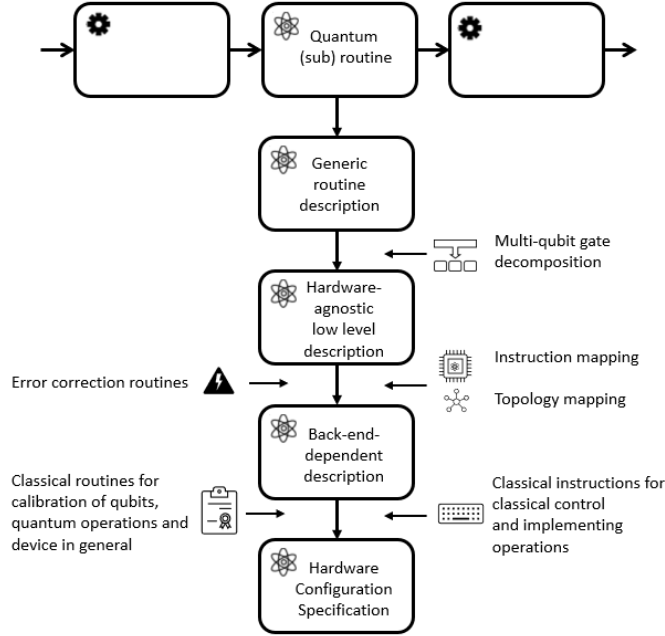 Quantum
(sub) routine
Generic
routine
description
Multi-qubit gate
decomposition
Hardware-
agnostic
low level
description
Error correction routines
Instruction mapping
Topology mapping
Back-end-
dependent
description
Classical routines for
calibration of qubits,
quantum operations and
device in general
Classical instructions for
classical control
and implementing
operations
Hardware
Configuration
Specification